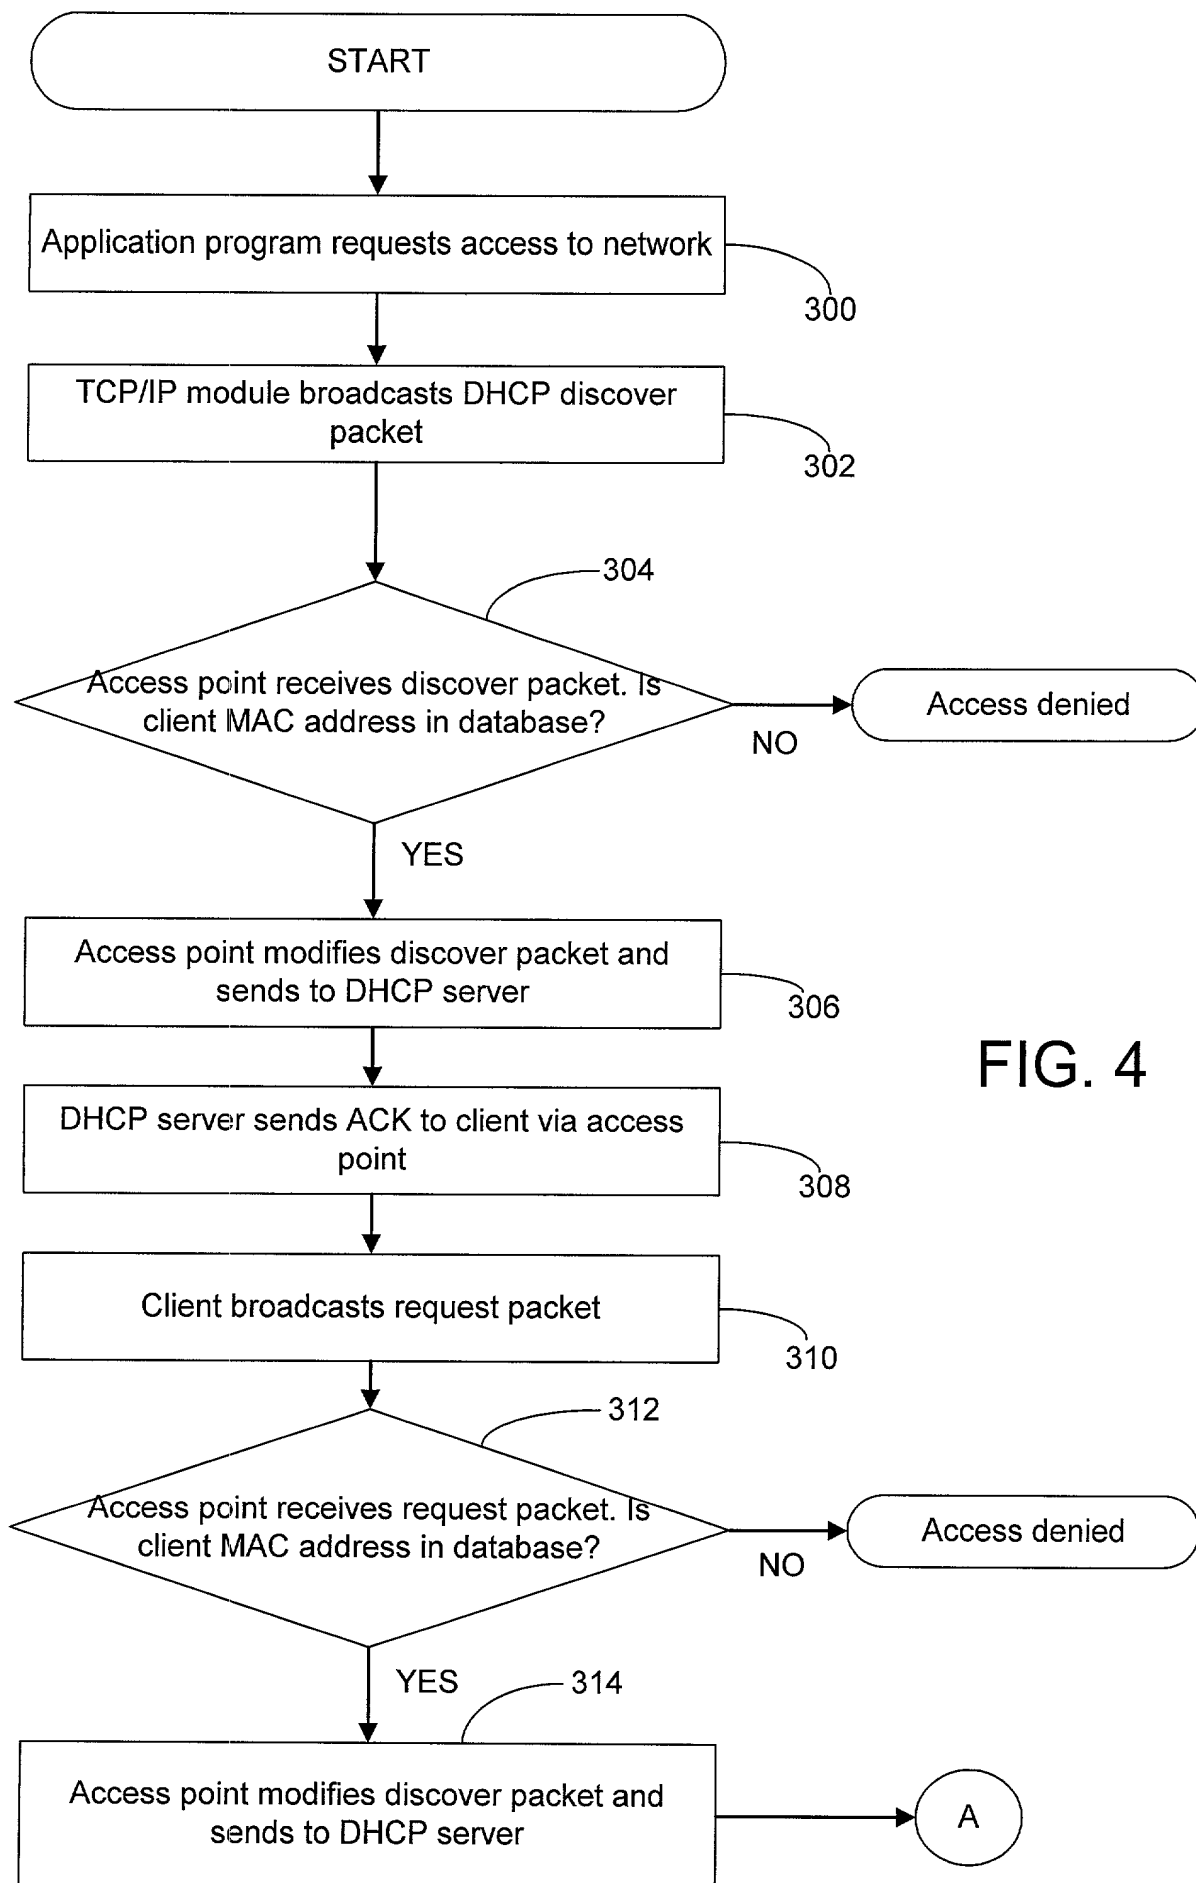 START
Application program requests access to network
300
TCP/IP module broadcasts DHCP discover
packet
302
304
Access point receives discover packet. Is
client MAC address in database?
Access denied
NO
YES
Access point modifies discover packet and
sends to DHCP server
306
FIG. 4
DHCP server sends ACK to client via access
point
308
Client broadcasts request packet
310
312
Access point receives request packet. Is
client MAC address in database?
Access denied
NO
YES
314
Access point modifies discover packet and
sends to DHCP server
A